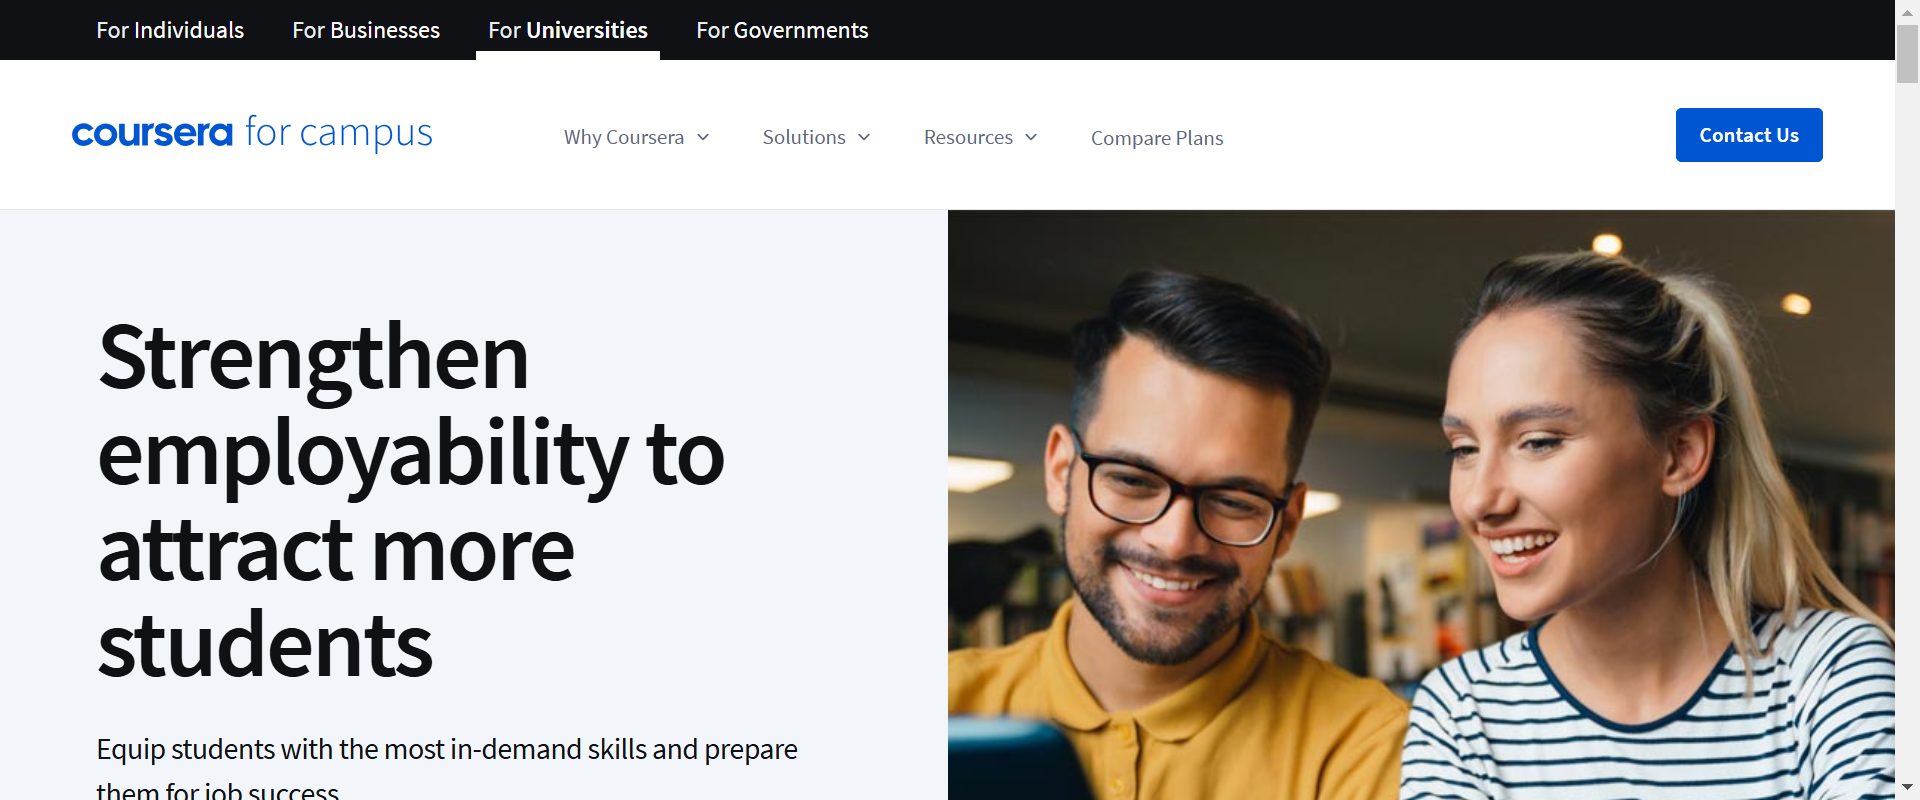 For Individuals For Businesses For Universities For Governments
coursera for campus Why Coursera Solutions Resources Compare Plans Contact Us
Strengthen
employability to
attract more
students
Equip students with the most in-demand skills and prepare
them for job success